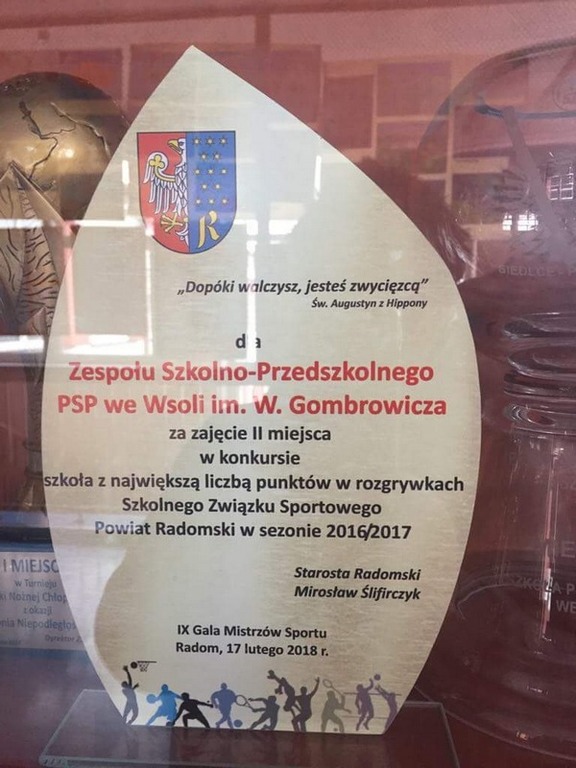 R
„Dopóki walczysz, jesteś zwycięzcą”
Św. Augustyn z Hippony
dla
Zespołu Szkolno-Przedszkolnego
PSP we Wsoli im. W. Gombrowicza
za zajęcie II miejsca
w konkursie
szkoła z największą liczbą punktów w rozgrywkach
Szkolnego Związku Sportowego
Powiat Radomski w sezonie 2016/2017
Starosta Radomski
Mirosław Ślifirczyk
IX Gala Mistrzów Sportu
Radom, 17 lutego 2018 r.
I MIEJSC
w Turnieju
ki Nożnej Chłop
z okazji
enia Niepodległoś